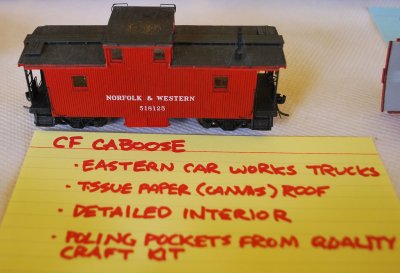 NORFOLK & WESTERN
518125
CF CABOOSE
• EASTERN CAR WORKS TRUCKS
• TISSUE PAPER (CANVAS) ROOF
• DETAILED INTERIOR
• POLING POCKETS FROM QUALITY
CRAFT KIT